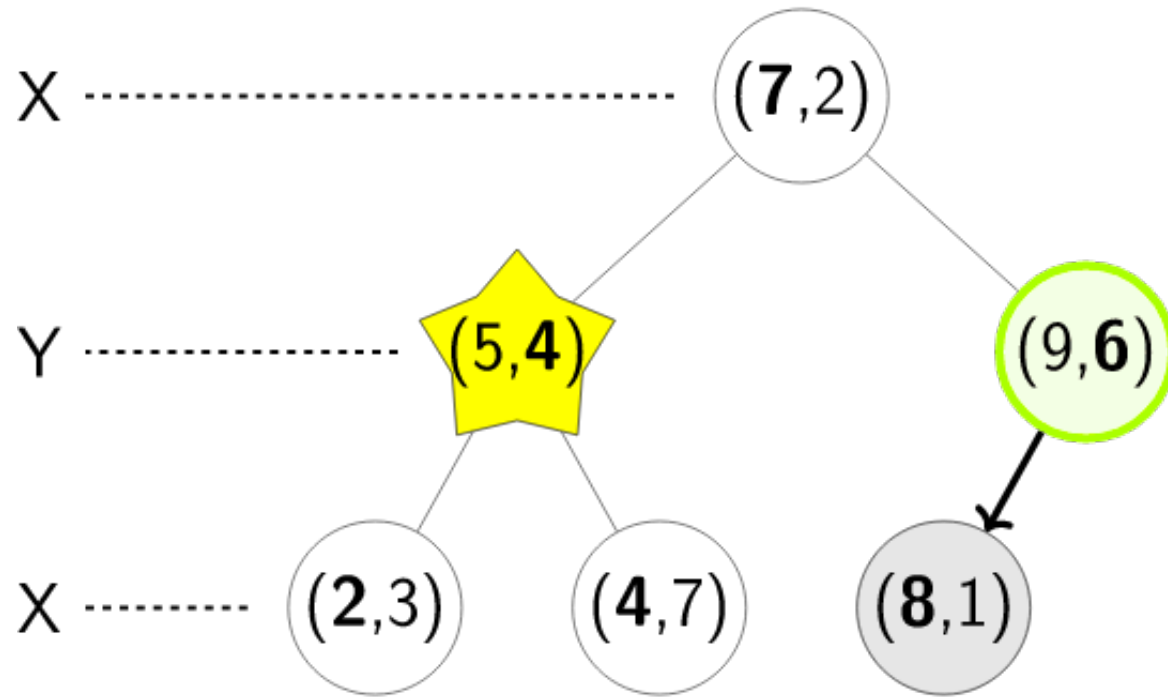 X (7,2)
Y (5,4) (9,6)
X (2,3) (4,7) (8,1)